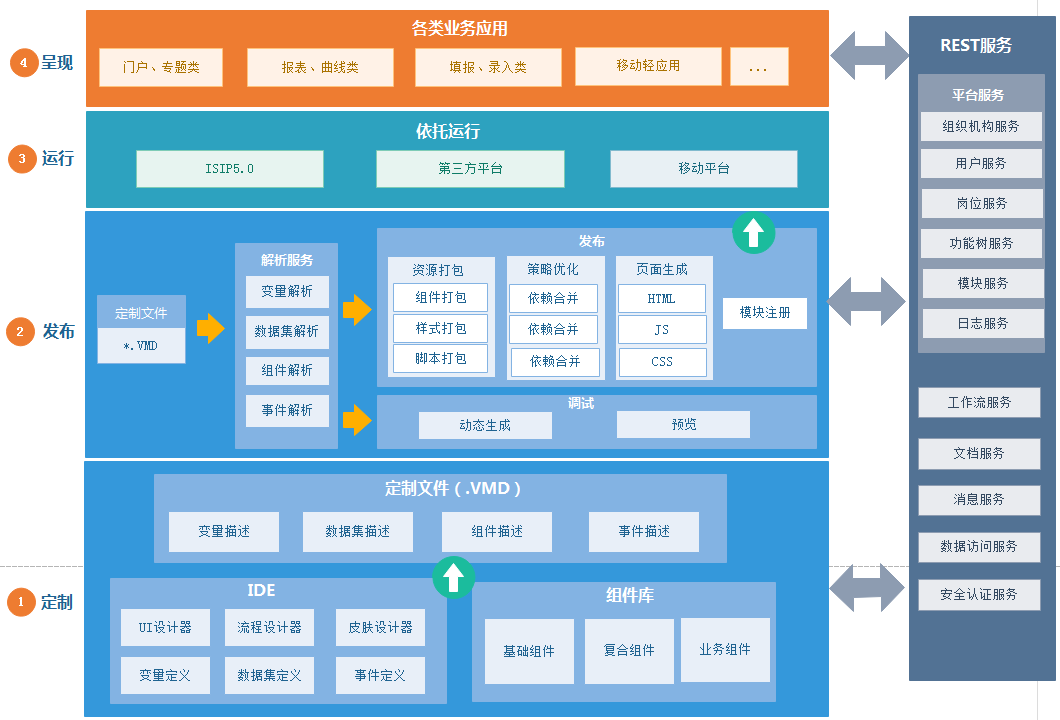 4 呈现
各类业务应用
门户、专题类
报表、曲线类
填报、录入类
移动轻应用
...
3 运行
依托运行
ISIP5.0
第三方平台
移动平台
2 发布
定制文件
*.VMD
解析服务
变量解析
数据集解析
组件解析
事件解析
发布
资源打包
组件打包
样式打包
脚本打包
策略优化
依赖合并
依赖合并
依赖合并
页面生成
HTML
JS
CSS
模块注册
调试
动态生成
预览
1 定制
定制文件（.VMD）
变量描述
数据集描述
组件描述
事件描述
IDE
UI设计器
流程设计器
皮肤设计器
变量定义
数据集定义
事件定义
组件库
基础组件
复合组件
业务组件
REST服务
平台服务
组织机构服务
用户服务
岗位服务
功能树服务
模块服务
日志服务
工作流服务
文档服务
消息服务
数据访问服务
安全认证服务